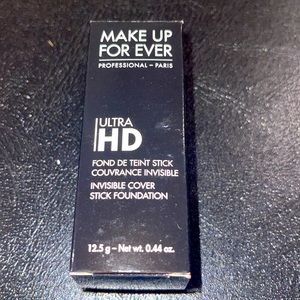 MAKE UP
FOR EVER
PROFESSIONAL – PARIS
ULTRA
HD
FOND DE TEINT STICK
COUVRANCE INVISIBLE
INVISIBLE COVER
STICK FOUNDATION
12.5 g – Net wt. 0.44 oz.